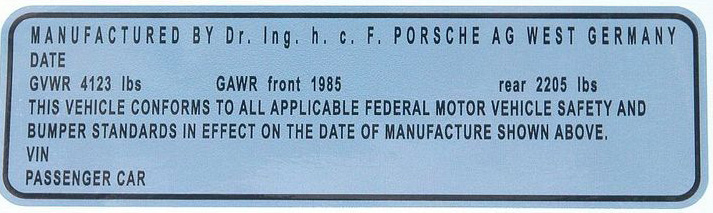 MANUFACTURED BY Dr. Ing. h. c. F. PORSCHE AG WEST GERMANY
DATE
GVWR 4123 lbs GAWR front 1985 rear 2205 lbs
THIS VEHICLE CONFORMS TO ALL APPLICABLE FEDERAL MOTOR VEHICLE SAFETY AND
BUMPER STANDARDS IN EFFECT ON THE DATE OF MANUFACTURE SHOWN ABOVE.
VIN
PASSENGER CAR